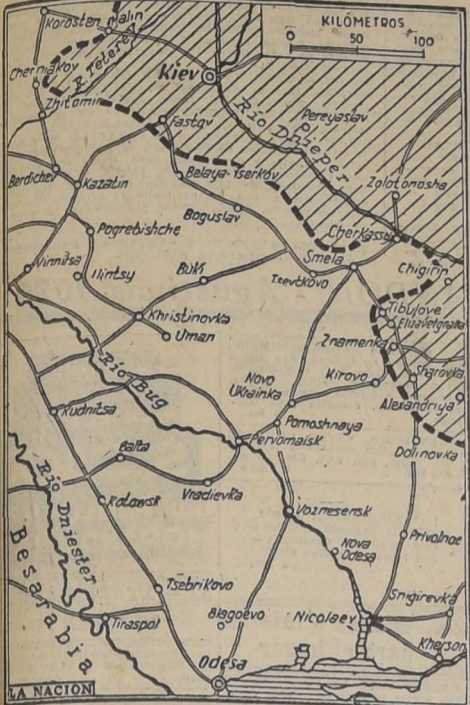 KILÓMETROS
0 50 100
Korosten
Malin
R. Teterev
Cherniakov
Kiev
Zhitomir
Río Dnieper
Pereyaslav
Fastov
Berdichev
Kazatin
Belaya-Tserkov
Zolotonosha
Boguslav
Cherkassy
Pogrebishche
Smela
Chigirin
Vinnitsa
Ilintsy
Buki
Tsevtkovo
Khristinovka
Tibulove
Elizavetgradka
Uman
Znamenka
Río Bug
Novo
Ukrainka
Kirovo
Sharovka
Alexandriya
Rudnitsa
Pomoshnaya
Pervomaisk
Dolinovka
Balta
Río Dniester
Vradievka
Kotowsk
Voznesensk
Besarabia
Nova
Odesa
Privolnoe
Tsebrikovo
Snigirevka
Tiraspol
Blagoevo
Nicolaev
Kherson
Odesa
LA NACION